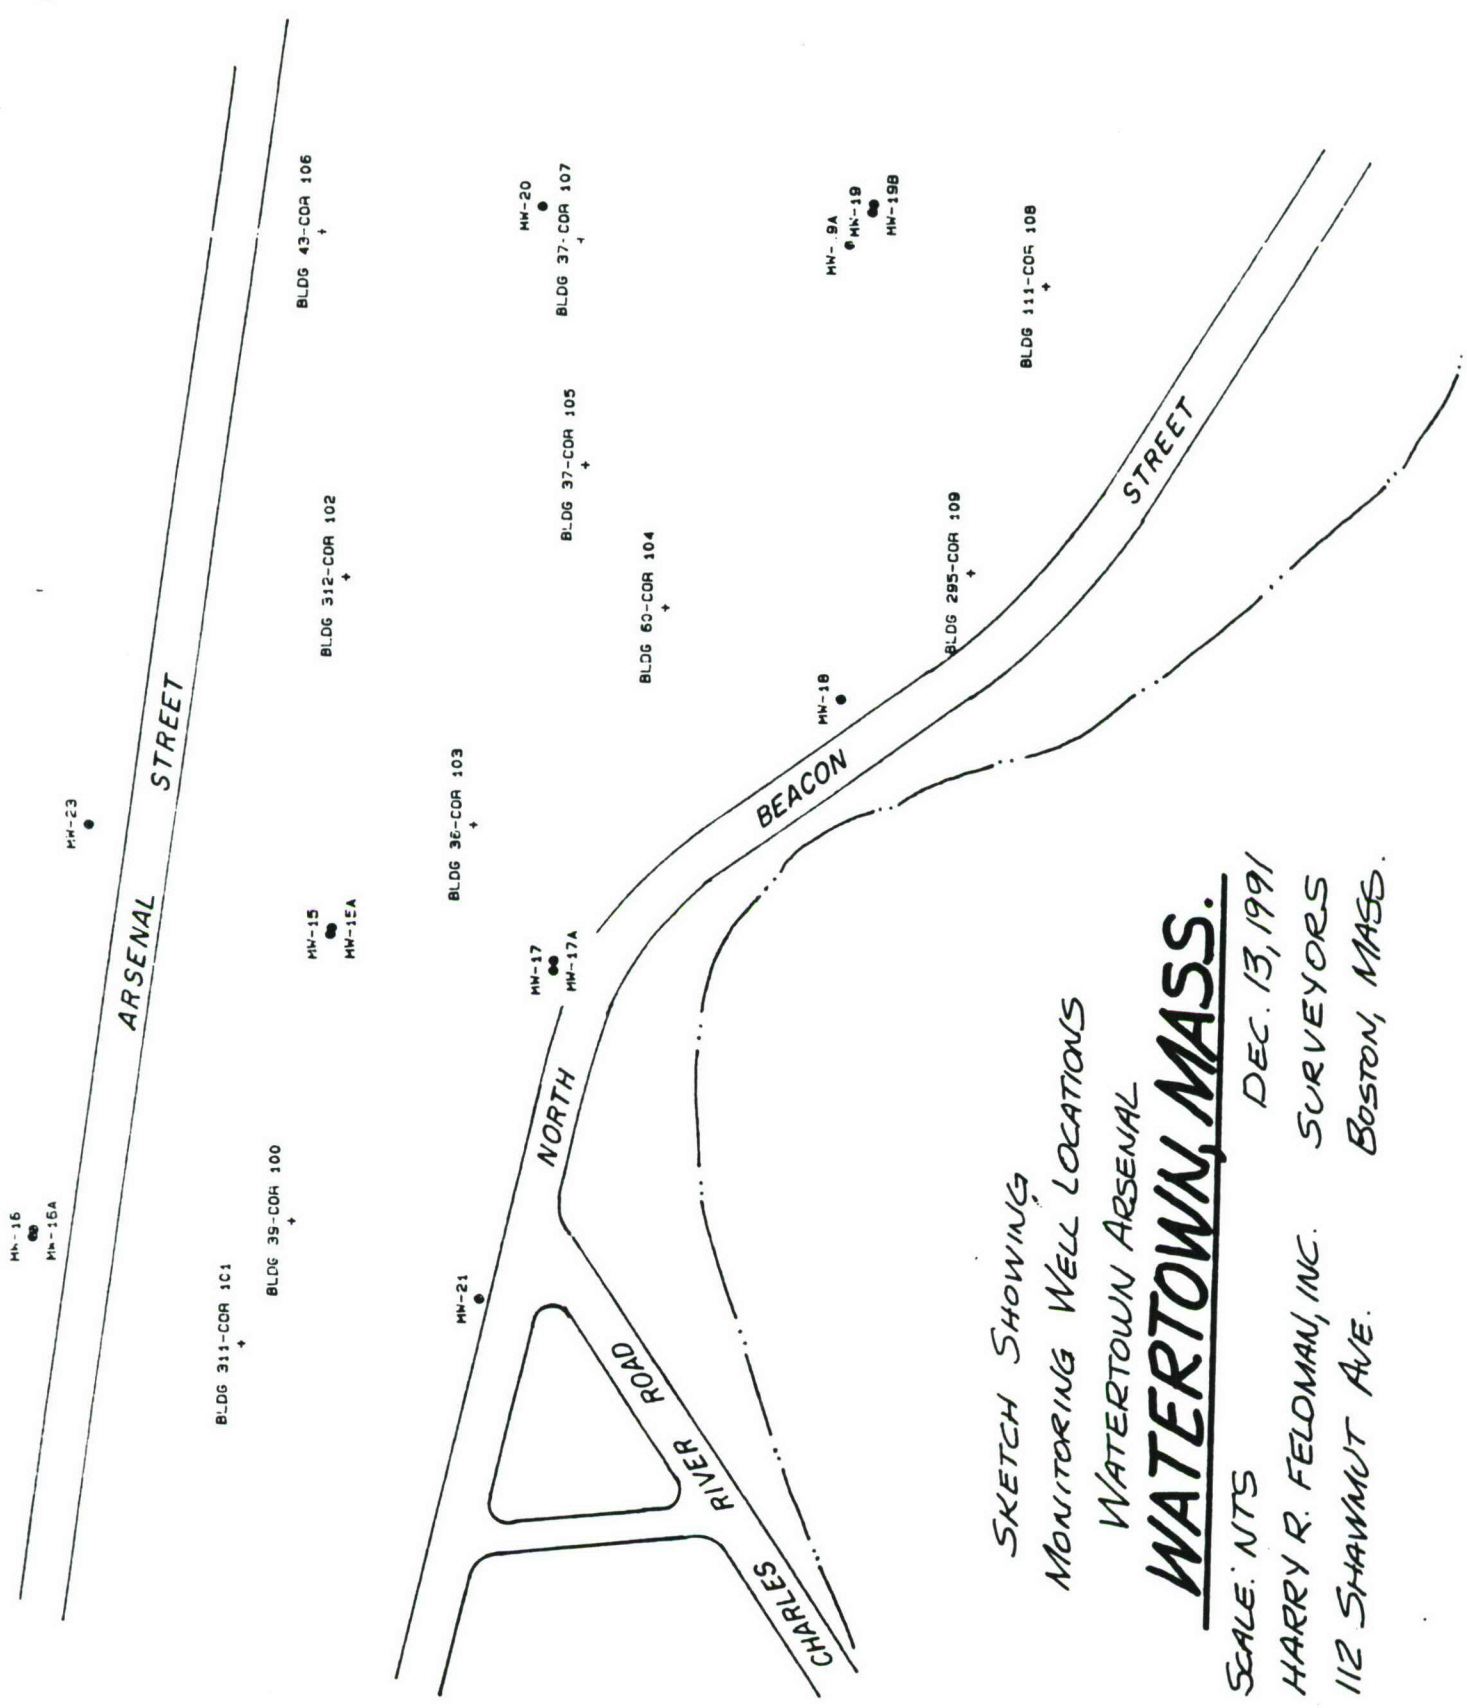 MW-23
MW-16
MW-16A
ARSENAL STREET
MW-15
MW-15A
BLDG 311-COR 101
BLDG 39-COR 100
BLDG 312-COR 102
BLDG 43-COR 106
BLDG 36-COR 103
MW-21
MW-17
MW-17A
MW-20
BLDG 37-COR 107
BLDG 37-COR 105
BLDG 60-COR 104
MW-18
MW-19
MW-19B
BLDG 295-COR 109
BLDG 111-COR 108
NORTH BEACON STREET
CHARLES RIVER ROAD
SKETCH SHOWING
MONITORING WELL LOCATIONS
WATERTOWN ARSENAL
WATERTOWN, MASS.
SCALE: NTS DEC. 13, 1991
HARRY R. FELDMAN, INC. SURVEYORS
112 SHAWMUT AVE. BOSTON, MASS.